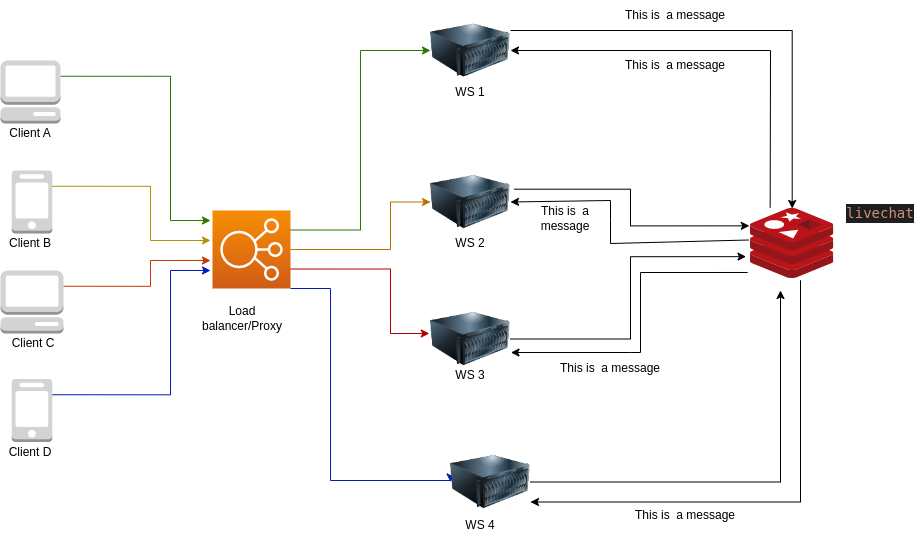 This is a message
This is a message
WS 1
Client A
This is a
message
livechat
Client B
WS 2
Load
balancer/Proxy
Client C
This is a message
WS 3
Client D
This is a message
WS 4